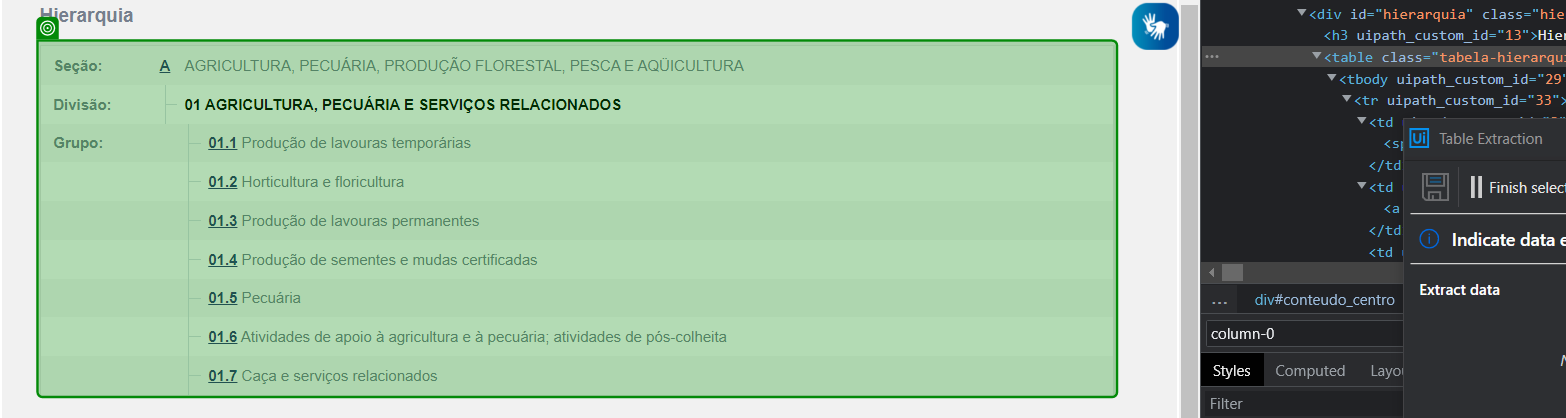 Hierarquia
Seção: A AGRICULTURA, PECUÁRIA, PRODUÇÃO FLORESTAL, PESCA E AQÜICULTURA
Divisão: 01 AGRICULTURA, PECUÁRIA E SERVIÇOS RELACIONADOS
Grupo: 01.1 Produção de lavouras temporárias
01.2 Horticultura e floricultura
01.3 Produção de lavouras permanentes
01.4 Produção de sementes e mudas certificadas
01.5 Pecuária
01.6 Atividades de apoio à agricultura e à pecuária; atividades de pós-colheita
01.7 Caça e serviços relacionados
<div id="hierarquia" class="hie
<h3 uipath_custom_id="13">Hier
... <table class="tabela-hierarqui
<tbody uipath_custom_id="29"
<tr uipath_custom_id="33">
<td
<sp
</td>
<td
<a
</td
<td
Ui Table Extraction
Finish select
Indicate data e
Extract data
... div#conteudo_centro
column-0
Styles Computed Layou
Filter